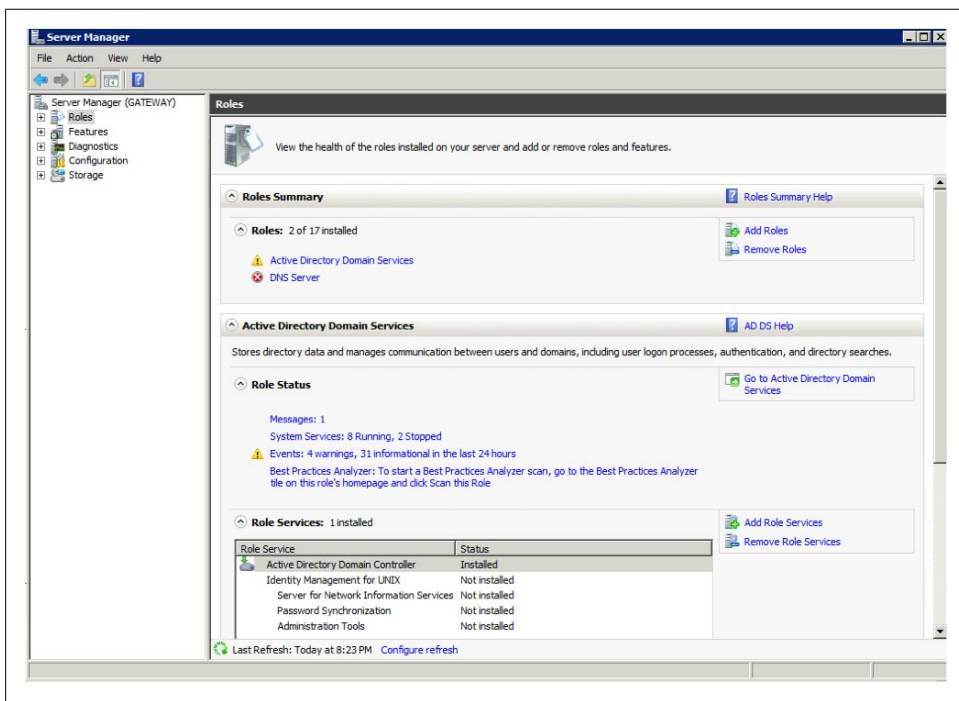 Server Manager
File Action View Help
Server Manager (GATEWAY)
Roles
Features
Diagnostics
Configuration
Storage
Roles
View the health of the roles installed on your server and add or remove roles and features.
Roles Summary
Roles Summary Help
Roles: 2 of 17 installed
Add Roles
Remove Roles
Active Directory Domain Services
DNS Server
Active Directory Domain Services
AD DS Help
Stores directory data and manages communication between users and domains, including user logon processes, authentication, and directory searches.
Role Status
Go to Active Directory Domain
Services
Messages: 1
System Services: 8 Running, 2 Stopped
Events: 4 warnings, 31 informational in the last 24 hours
Best Practices Analyzer: To start a Best Practices Analyzer scan, go to the Best Practices Analyzer
tile on this role's homepage and click Scan this Role
Role Services: 1 installed
Add Role Services
Remove Role Services
Role Service Status
Active Directory Domain Controller Installed
Identity Management for UNIX Not installed
Server for Network Information Services Not installed
Password Synchronization Not installed
Administration Tools Not installed
Last Refresh: Today at 8:23 PM Configure refresh